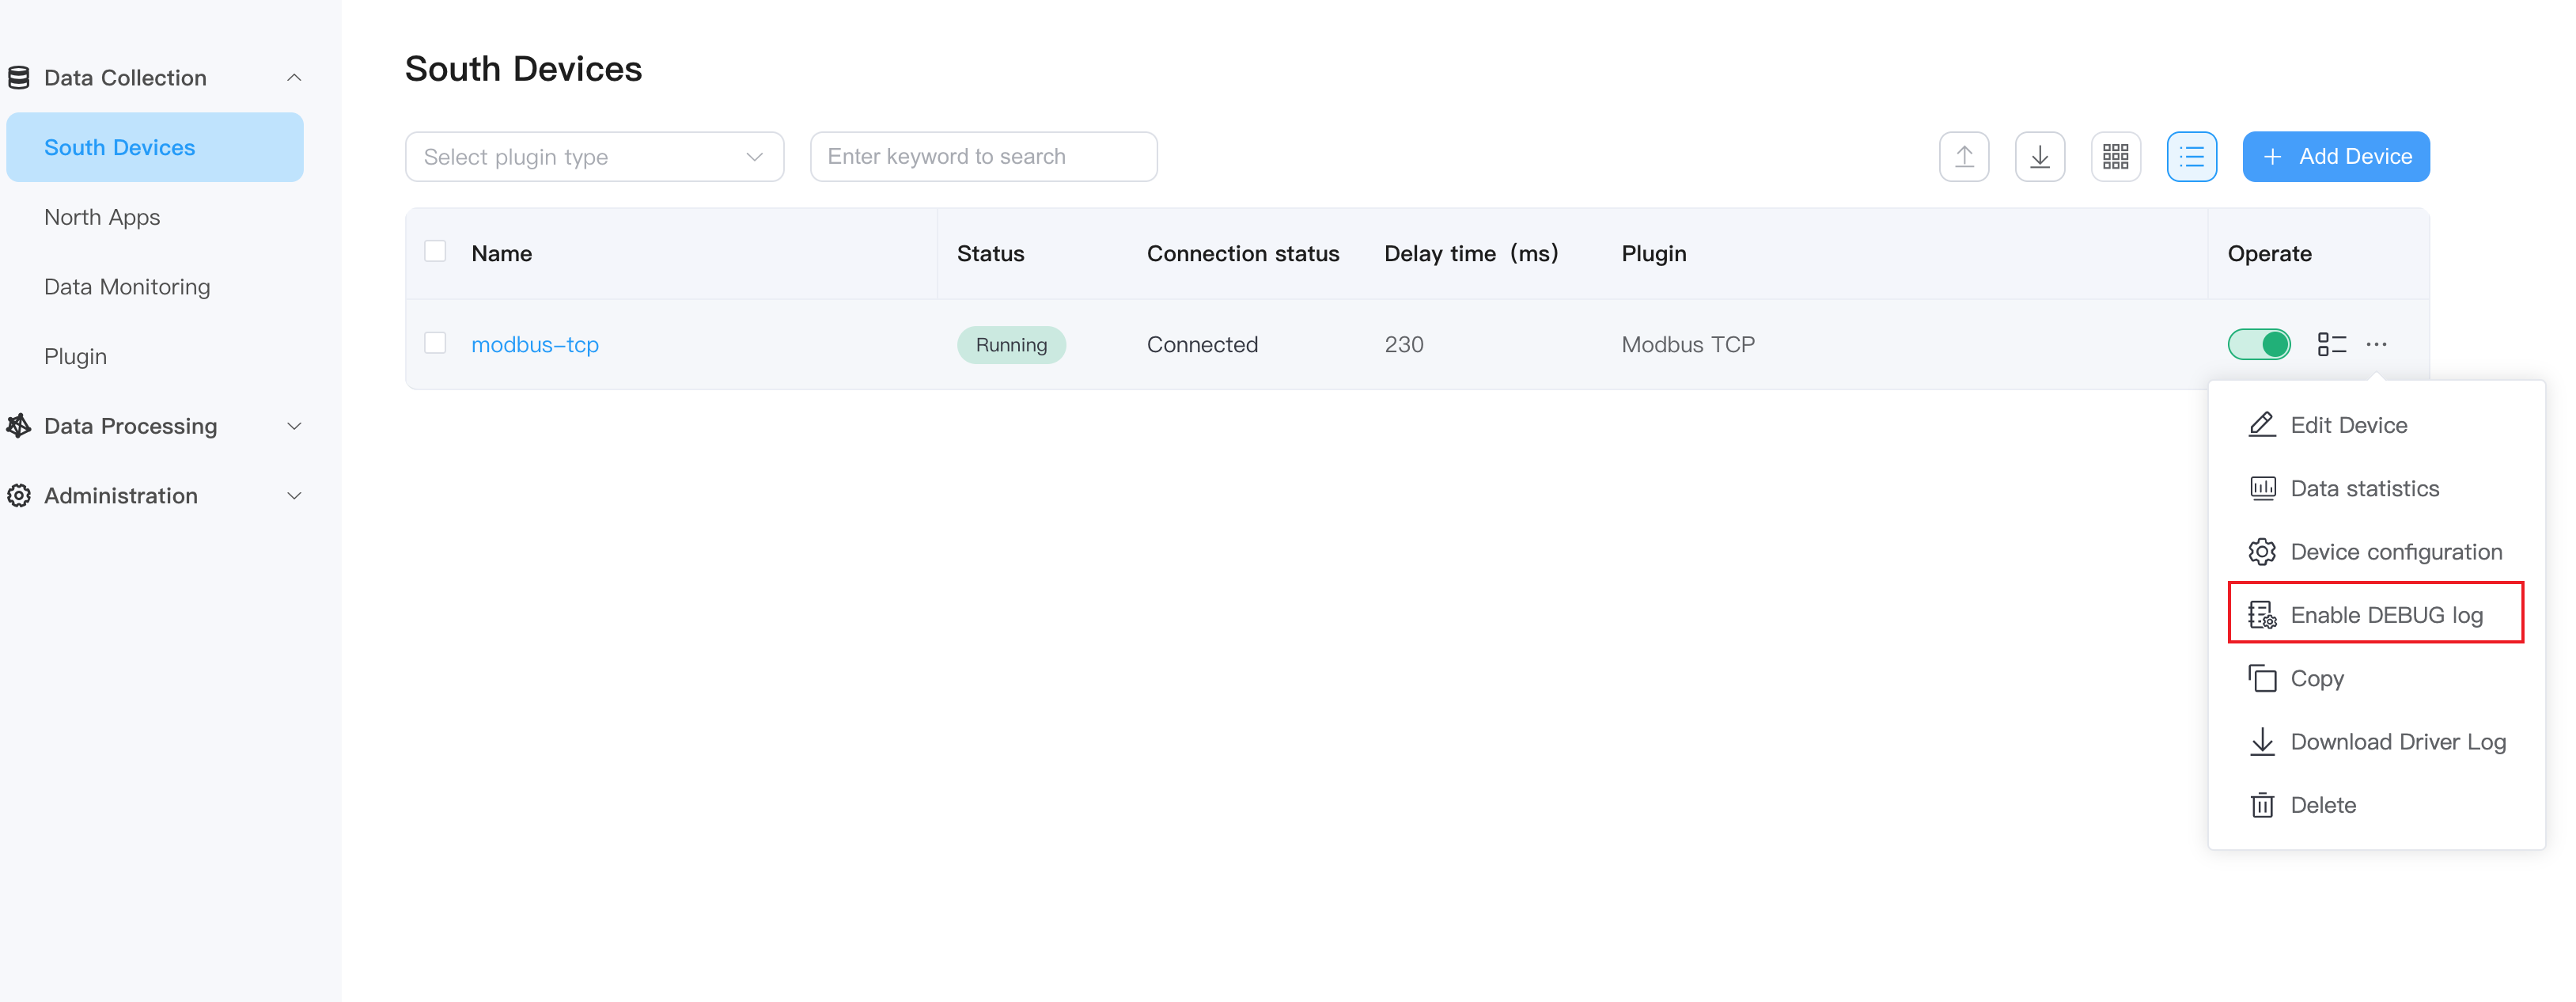 Data Collection
South Devices
North Apps
Data Monitoring
Plugin
Data Processing
Administration
South Devices
Select plugin type
Enter keyword to search
+ Add Device
Name Status Connection status Delay time（ms） Plugin Operate
modbus-tcp Running Connected 230 Modbus TCP
Edit Device
Data statistics
Device configuration
Enable DEBUG log
Copy
Download Driver Log
Delete